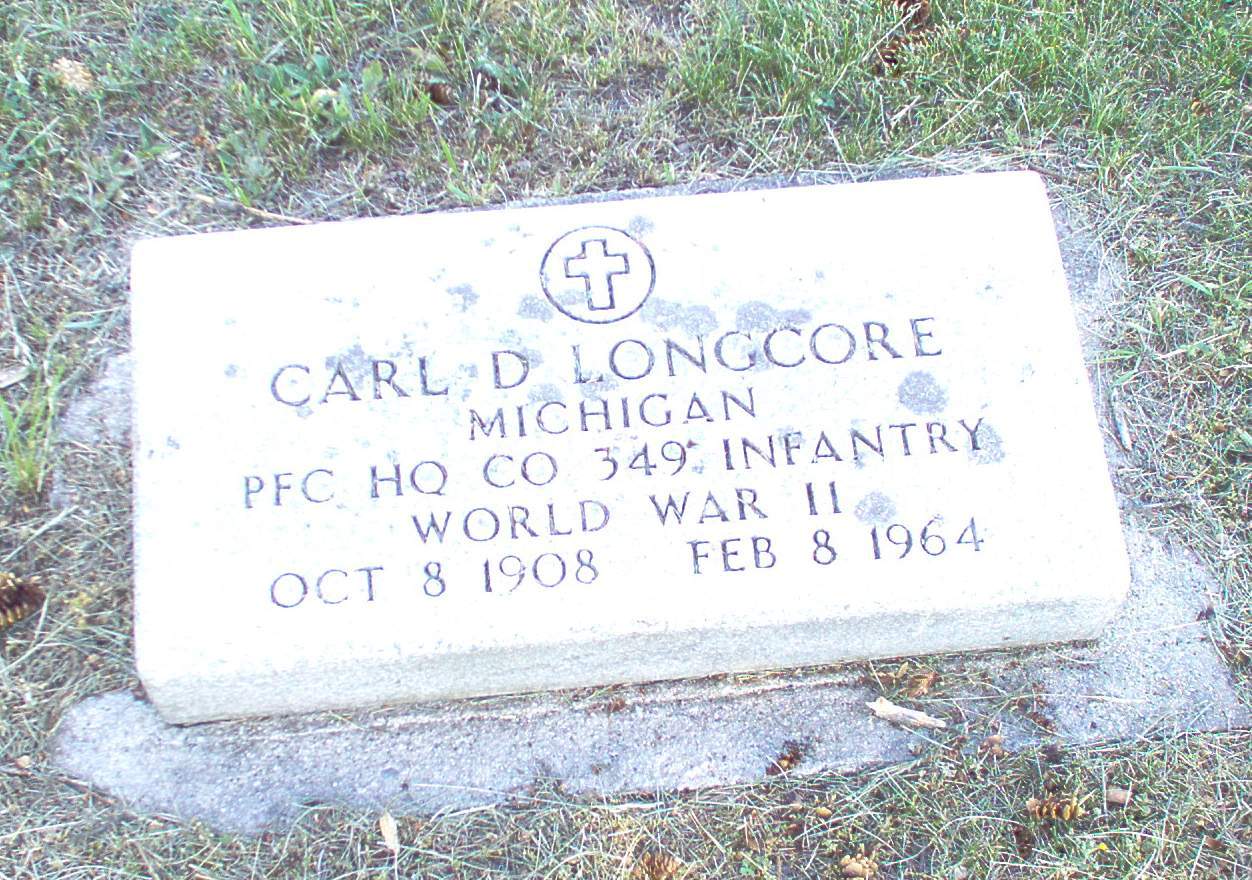 CARL D LONGCORE
MICHIGAN
PFC HQ CO 349 INFANTRY
WORLD WAR II
OCT 8 1908 FEB 8 1964